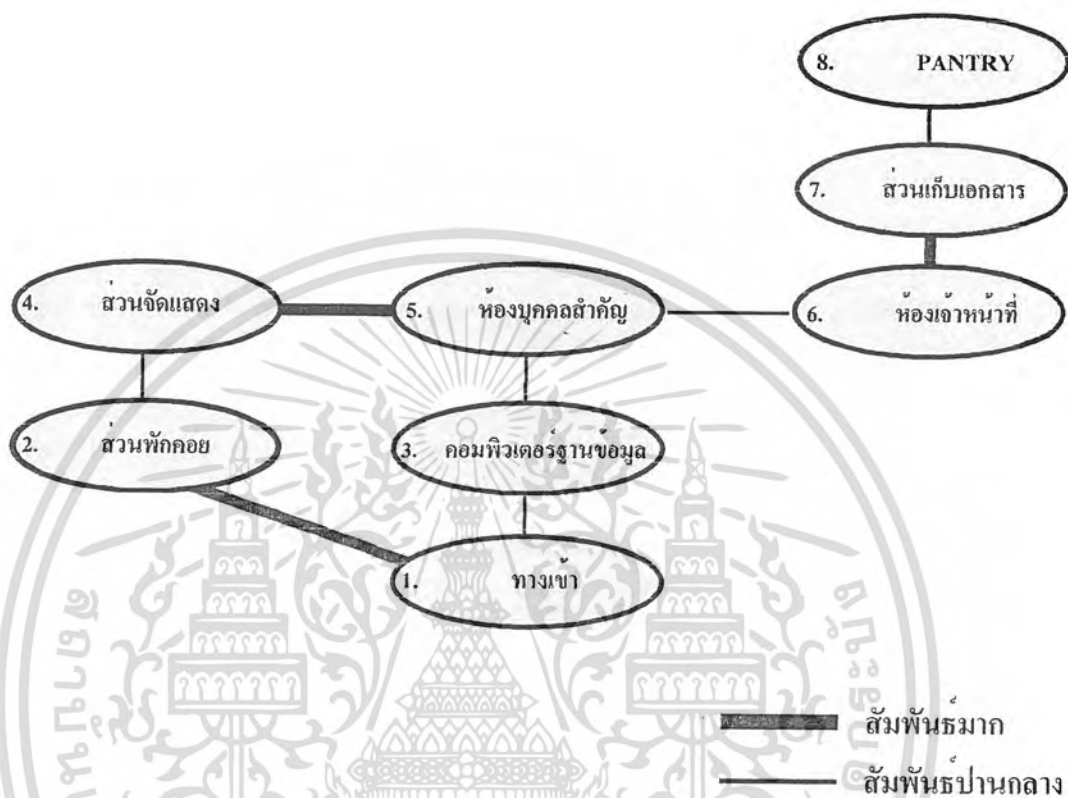 8. PANTRY
7. ส่วนเก็บเอกสาร
4. ส่วนจัดแสดง
5. ห้องบุคคลสำคัญ
6. ห้องเจ้าหน้าที่
2. ส่วนพักคอย
3. คอมพิวเตอร์ฐานข้อมูล
1. ทางเข้า
สัมพันธ์มาก
สัมพันธ์ปานกลาง